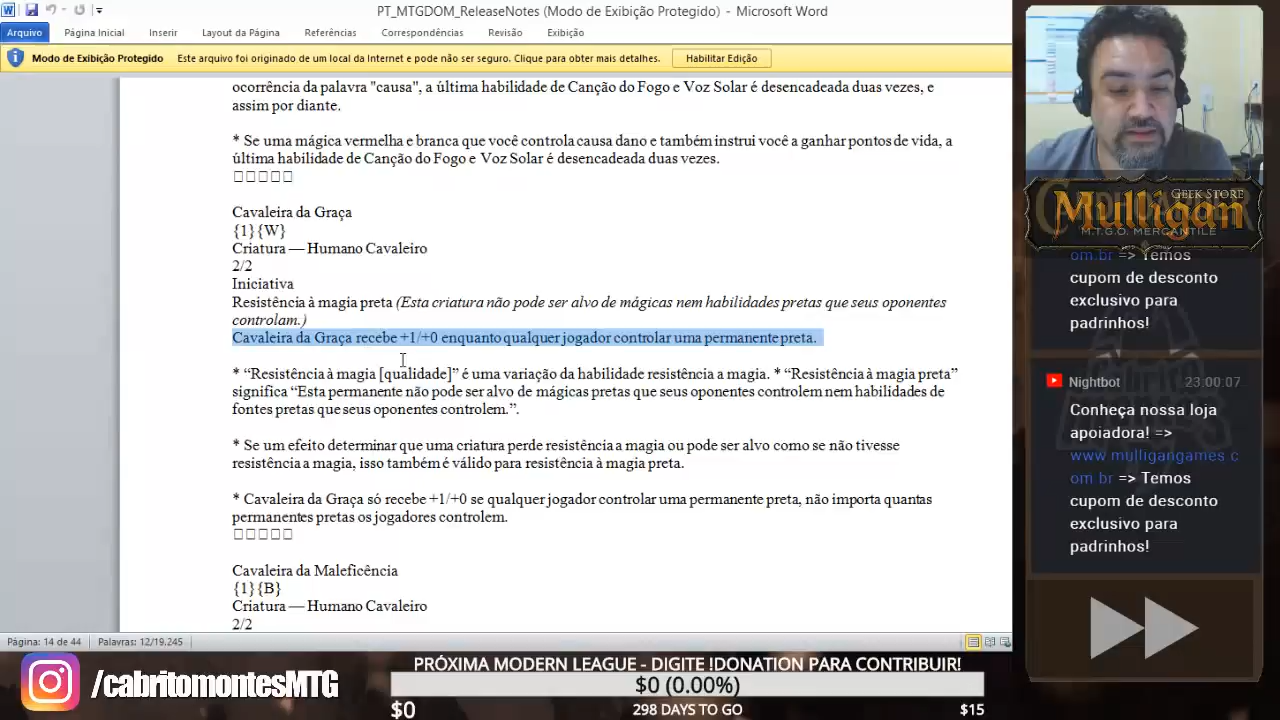 PT_MTGDOM_ReleaseNotes (Modo de Exibição Protegido) - Microsoft Word
Arquivo Página Inicial Inserir Layout da Página Referências Correspondências Revisão Exibição
Modo de Exibição Protegido Este arquivo foi originado de um local da Internet e pode não ser seguro. Clique para obter mais detalhes. Habilitar Edição
ocorrência da palavra "causa", a última habilidade de Canção do Fogo e Voz Solar é desencadeada duas vezes, e
assim por diante.
* Se uma mágica vermelha e branca que você controla causa dano e também instrui você a ganhar pontos de vida, a
última habilidade de Canção do Fogo e Voz Solar é desencadeada duas vezes.
Cavaleira da Graça
{1}{W}
Criatura — Humano Cavaleiro
2/2
Iniciativa
Resistência à magia preta (Esta criatura não pode ser alvo de mágicas nem habilidades pretas que seus oponentes
controlam.)
Cavaleira da Graça recebe +1/+0 enquanto qualquer jogador controlar uma permanente preta.
* “Resistência à magia [qualidade]” é uma variação da habilidade resistência a magia. * “Resistência à magia preta”
significa “Esta permanente não pode ser alvo de mágicas pretas que seus oponentes controlem nem habilidades de
fontes pretas que seus oponentes controlem.”.
* Se um efeito determinar que uma criatura perde resistência a magia ou pode ser alvo como se não tivesse
resistência a magia, isso também é válido para resistência à magia preta.
* Cavaleira da Graça só recebe +1/+0 se qualquer jogador controlar uma permanente preta, não importa quantas
permanentes pretas os jogadores controlem.
Cavaleira da Maleficência
{1}{B}
Criatura — Humano Cavaleiro
2/2
Página: 14 de 44 Palavras: 12/19.245
Mulligan
GEEK STORE
M.T.G.O. MERCANTILE
om.br => Temos
cupom de desconto
exclusivo para
padrinhos!
Nightbot 23:00:07
Conheça nossa loja
apoiadora! =>
www.mulligangames.c
om.br => Temos
cupom de desconto
exclusivo para
padrinhos!
/cabritomontesMTG
PRÓXIMA MODERN LEAGUE - DIGITE !DONATION PARA CONTRIBUIR!
$0 (0.00%)
$0 298 DAYS TO GO $15